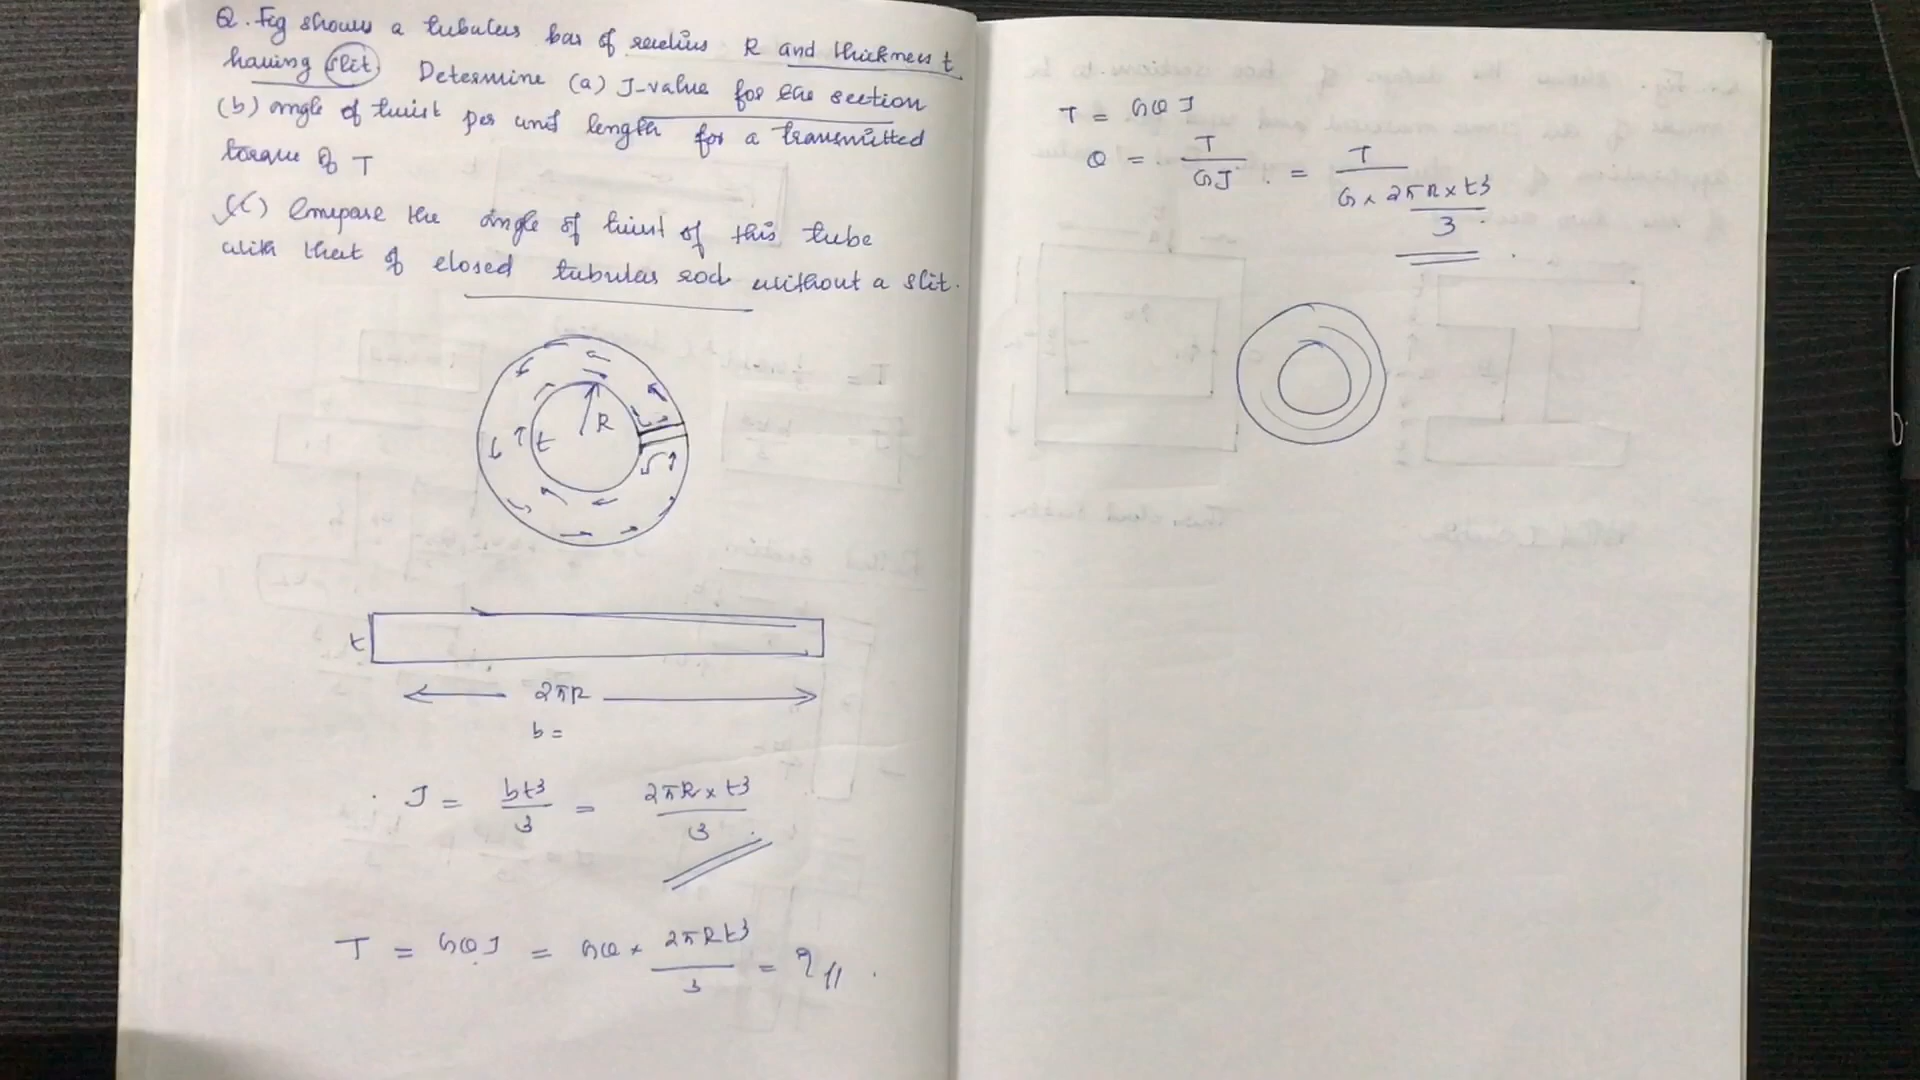 Q. Fig shows a tubular bar of radius R and thickness t
having slit Determine (a) J-value for the section
(b) angle of twist per unit length for a transmitted
torque of T
(c) Compare the angle of twist of this tube
with that of closed tubular rod without a slit.
R
t
t
2πR
b =
J = bt3/3 = 2πR x t3/3
T = GθJ = Gθ x 2πRt3/3 =
T = GθJ
θ = T/GJ = T/G x 2πR x t3/3